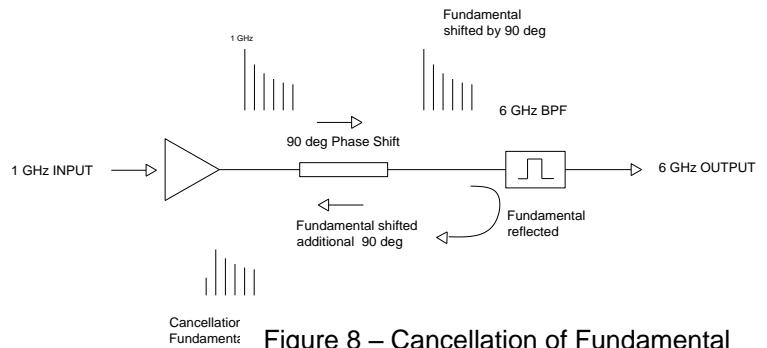 Fundamental
shifted by 90 deg
1 GHz
6 GHz BPF
90 deg Phase Shift
1 GHz INPUT
6 GHz OUTPUT
Fundamental shifted
additional 90 deg
Fundamental
reflected
Cancellation
Figure 8 – Cancellation of Fundamental